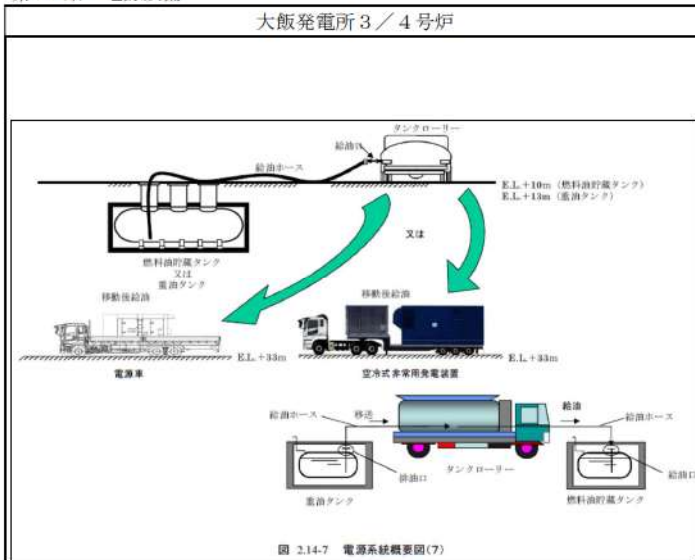 大飯発電所3／4号炉
タンクローリー
給油口
給油ホース
E.L.+10m（燃料油貯蔵タンク）
E.L.+13m（重油タンク）
又は
燃料油貯蔵タンク
又は
重油タンク
移動後給油
移動後給油
E.L.+33m
E.L.+33m
電源車
空冷式非常用発電装置
給油ホース
移送
給油
給油ホース
排油口
タンクローリー
給油口
重油タンク
燃料油貯蔵タンク
図 2.14-7 電源系統概要図(7)